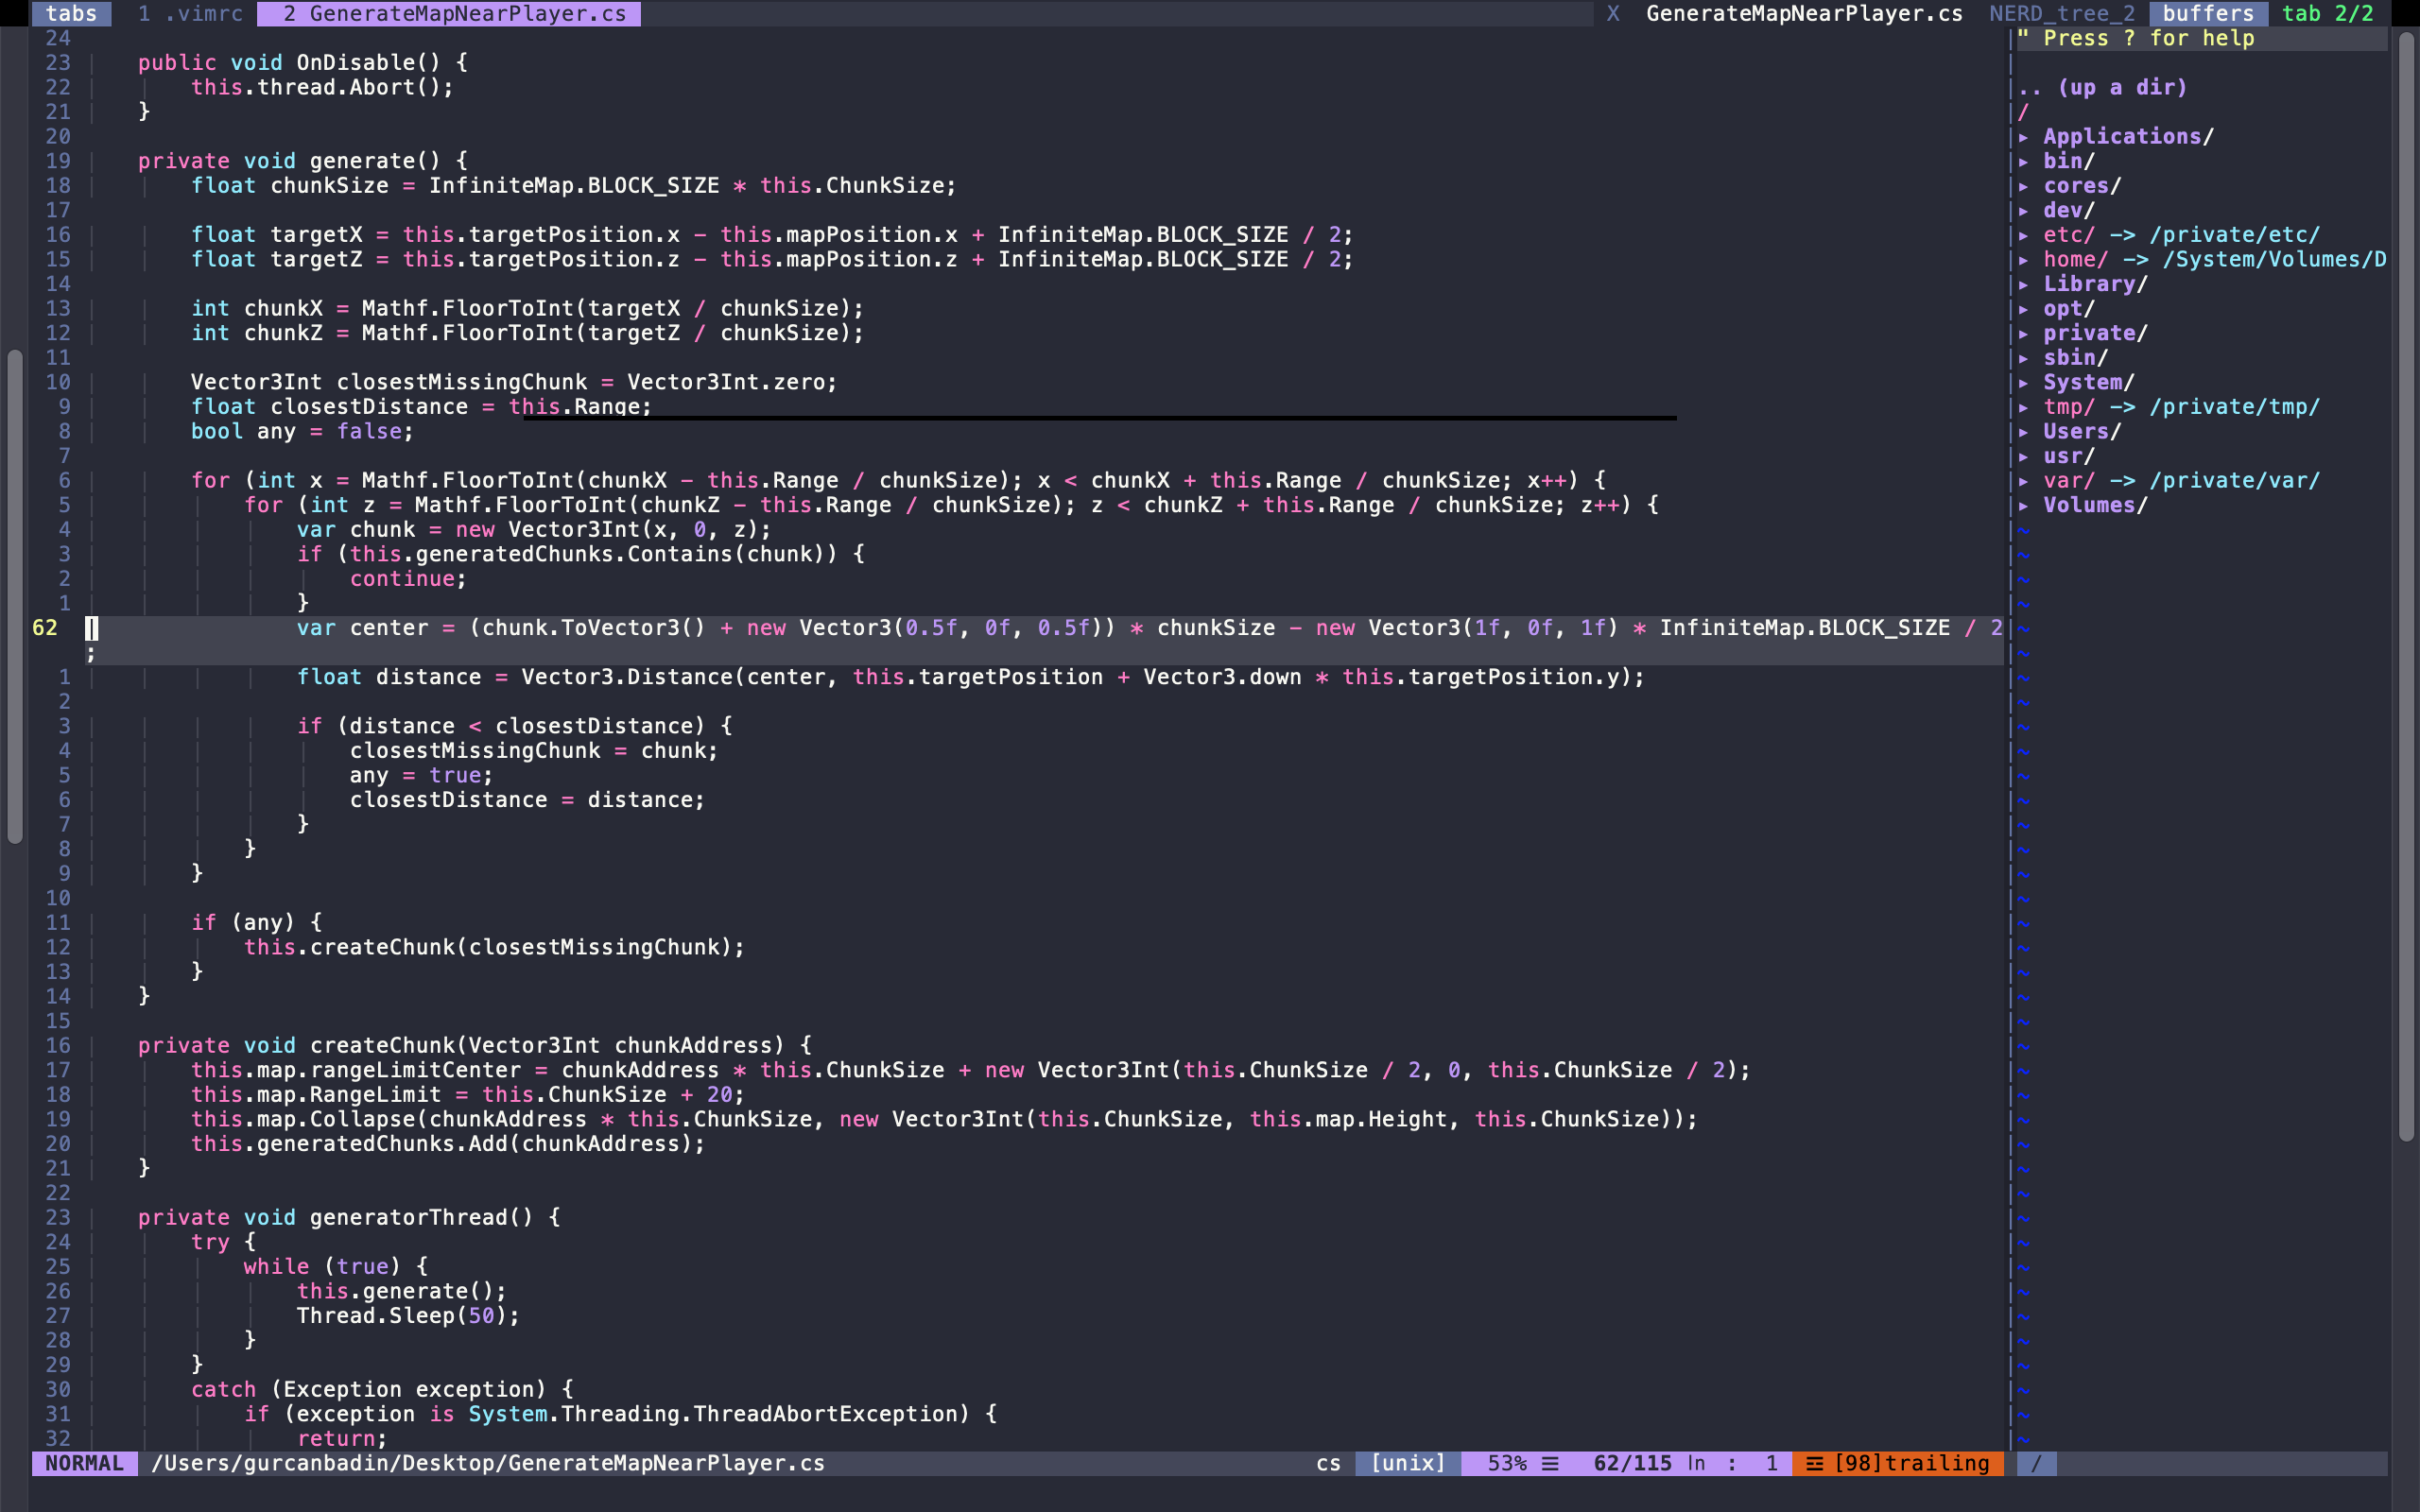 tabs  1 .vimrc  2 GenerateMapNearPlayer.cs  X  GenerateMapNearPlayer.cs  NERD_tree_2  buffers  tab 2/2
24
23     public void OnDisable() {
22         this.thread.Abort();
21     }
20
19     private void generate() {
18         float chunkSize = InfiniteMap.BLOCK_SIZE * this.ChunkSize;
17
16         float targetX = this.targetPosition.x - this.mapPosition.x + InfiniteMap.BLOCK_SIZE / 2;
15         float targetZ = this.targetPosition.z - this.mapPosition.z + InfiniteMap.BLOCK_SIZE / 2;
14
13         int chunkX = Mathf.FloorToInt(targetX / chunkSize);
12         int chunkZ = Mathf.FloorToInt(targetZ / chunkSize);
11
10         Vector3Int closestMissingChunk = Vector3Int.zero;
9         float closestDistance = this.Range;
8         bool any = false;
7
6         for (int x = Mathf.FloorToInt(chunkX - this.Range / chunkSize); x < chunkX + this.Range / chunkSize; x++) {
5             for (int z = Mathf.FloorToInt(chunkZ - this.Range / chunkSize); z < chunkZ + this.Range / chunkSize; z++) {
4                 var chunk = new Vector3Int(x, 0, z);
3                 if (this.generatedChunks.Contains(chunk)) {
2                     continue;
1                 }
62                 var center = (chunk.ToVector3() + new Vector3(0.5f, 0f, 0.5f)) * chunkSize - new Vector3(1f, 0f, 1f) * InfiniteMap.BLOCK_SIZE / 2
;
1                 float distance = Vector3.Distance(center, this.targetPosition + Vector3.down * this.targetPosition.y);
2
3                 if (distance < closestDistance) {
4                     closestMissingChunk = chunk;
5                     any = true;
6                     closestDistance = distance;
7                 }
8             }
9         }
10
11         if (any) {
12             this.createChunk(closestMissingChunk);
13         }
14     }
15
16     private void createChunk(Vector3Int chunkAddress) {
17         this.map.rangeLimitCenter = chunkAddress * this.ChunkSize + new Vector3Int(this.ChunkSize / 2, 0, this.ChunkSize / 2);
18         this.map.RangeLimit = this.ChunkSize + 20;
19         this.map.Collapse(chunkAddress * this.ChunkSize, new Vector3Int(this.ChunkSize, this.map.Height, this.ChunkSize));
20         this.generatedChunks.Add(chunkAddress);
21     }
22
23     private void generatorThread() {
24         try {
25             while (true) {
26                 this.generate();
27                 Thread.Sleep(50);
28             }
29         }
30         catch (Exception exception) {
31             if (exception is System.Threading.ThreadAbortException) {
32                 return;
NORMAL  /Users/gurcanbadin/Desktop/GenerateMapNearPlayer.cs  cs  [unix]  53% ☰  62/115 ln :  1  ☲ [98]trailing
" Press ? for help
.. (up a dir)
/
▸ Applications/
▸ bin/
▸ cores/
▸ dev/
▸ etc/ -> /private/etc/
▸ home/ -> /System/Volumes/D
▸ Library/
▸ opt/
▸ private/
▸ sbin/
▸ System/
▸ tmp/ -> /private/tmp/
▸ Users/
▸ usr/
▸ var/ -> /private/var/
▸ Volumes/
/